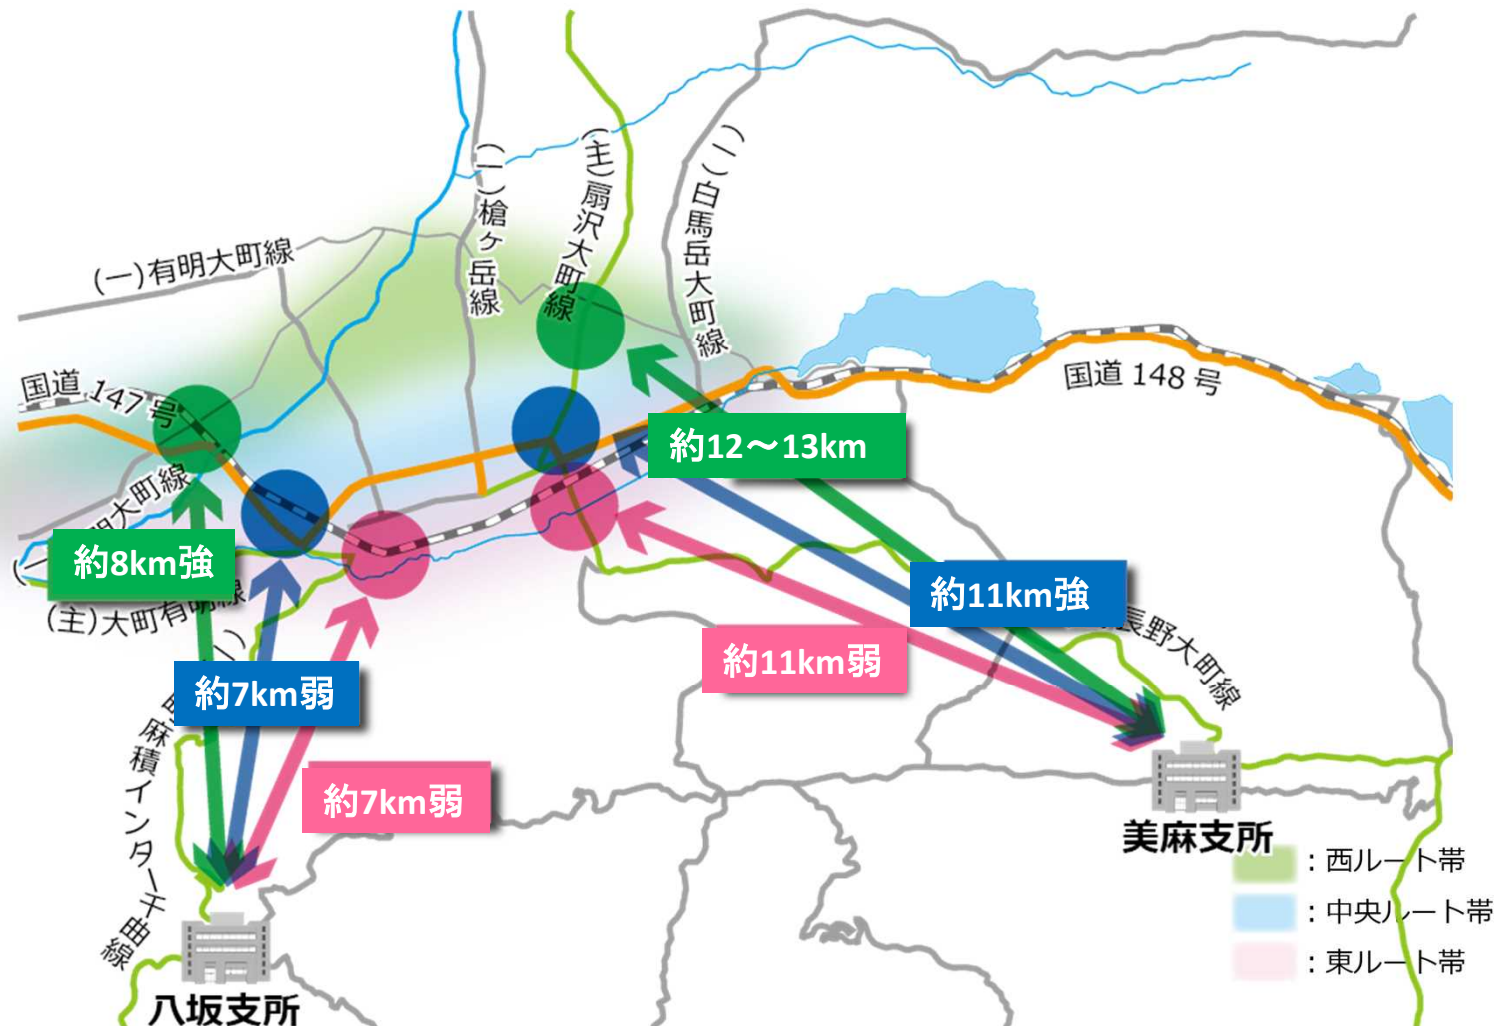 (主)扇沢大町線
(一)白馬岳大町線
(一)槍ヶ岳線
(一)有明大町線
国道147号
国道148号
約12～13km
明大町線
約8km強
約11km強
(主)大町有明線
長野大町線
約11km弱
約7km弱
麻績インター千曲線
約7km弱
美麻支所
：西ルート帯
：中央ルート帯
：東ルート帯
八坂支所